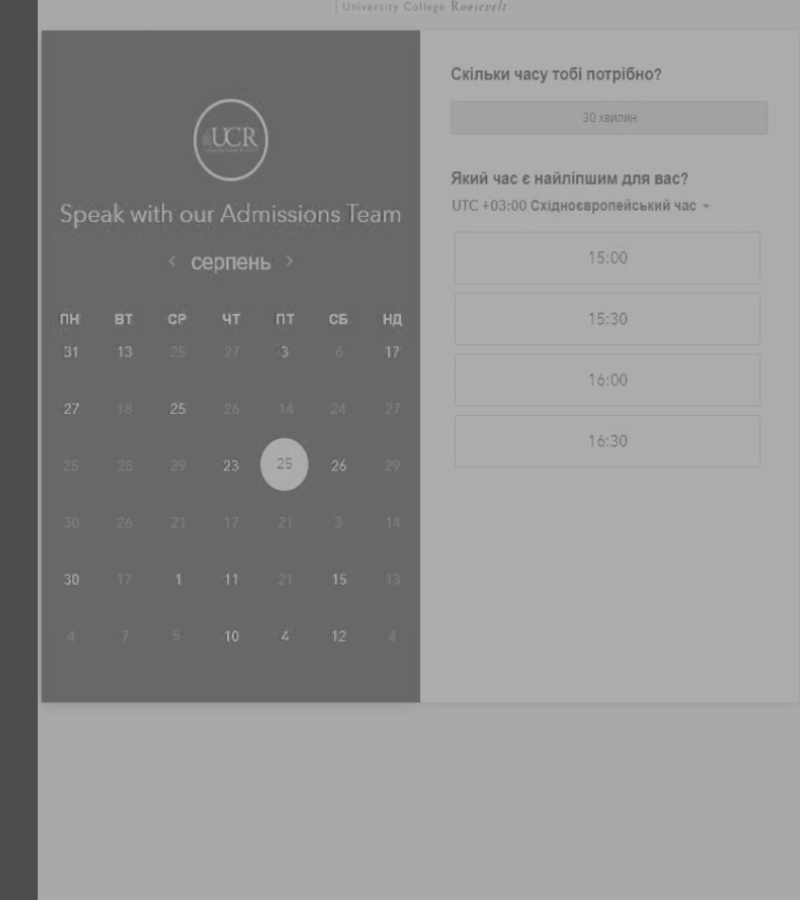 University College Roosevelt
UCR
Speak with our Admissions Team
‹ серпень ›
ПН ВТ СР ЧТ ПТ СБ НД
31 13 25 27 3 6 17
27 18 25 26 14 24 27
25 28 29 23 25 26 29
30 26 21 17 21 3 14
30 17 1 11 21 15 13
4 7 5 10 4 12 4
Скільки часу тобі потрібно?
30 хвилин
Який час є найліпшим для вас?
UTC +03:00 Східноєвропейський час
15:00
15:30
16:00
16:30